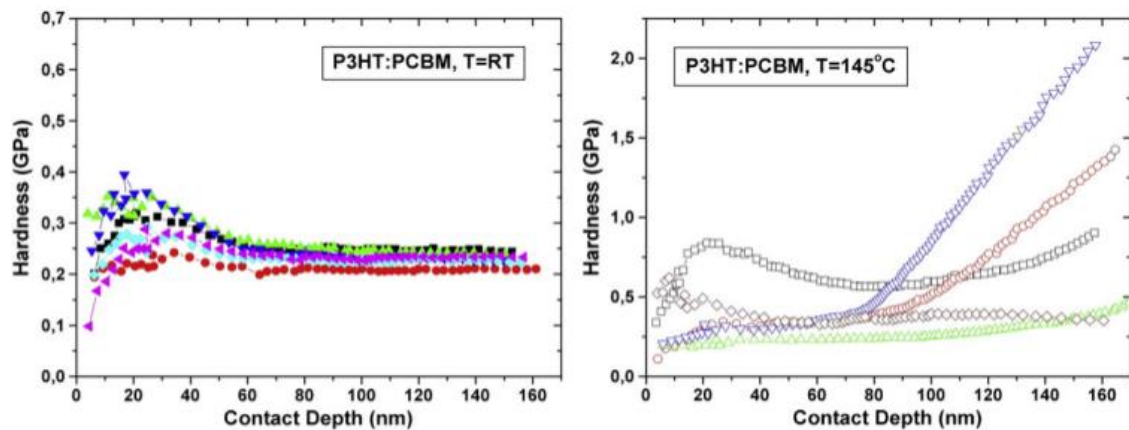 P3HT:PCBM, T=RT
Hardness (GPa)
0,7
0,6
0,5
0,4
0,3
0,2
0,1
0,0
0 20 40 60 80 100 120 140 160
Contact Depth (nm)
P3HT:PCBM, T=145°C
Hardness (GPa)
2,0
1,5
1,0
0,5
0,0
0 20 40 60 80 100 120 140 160
Contact Depth (nm)